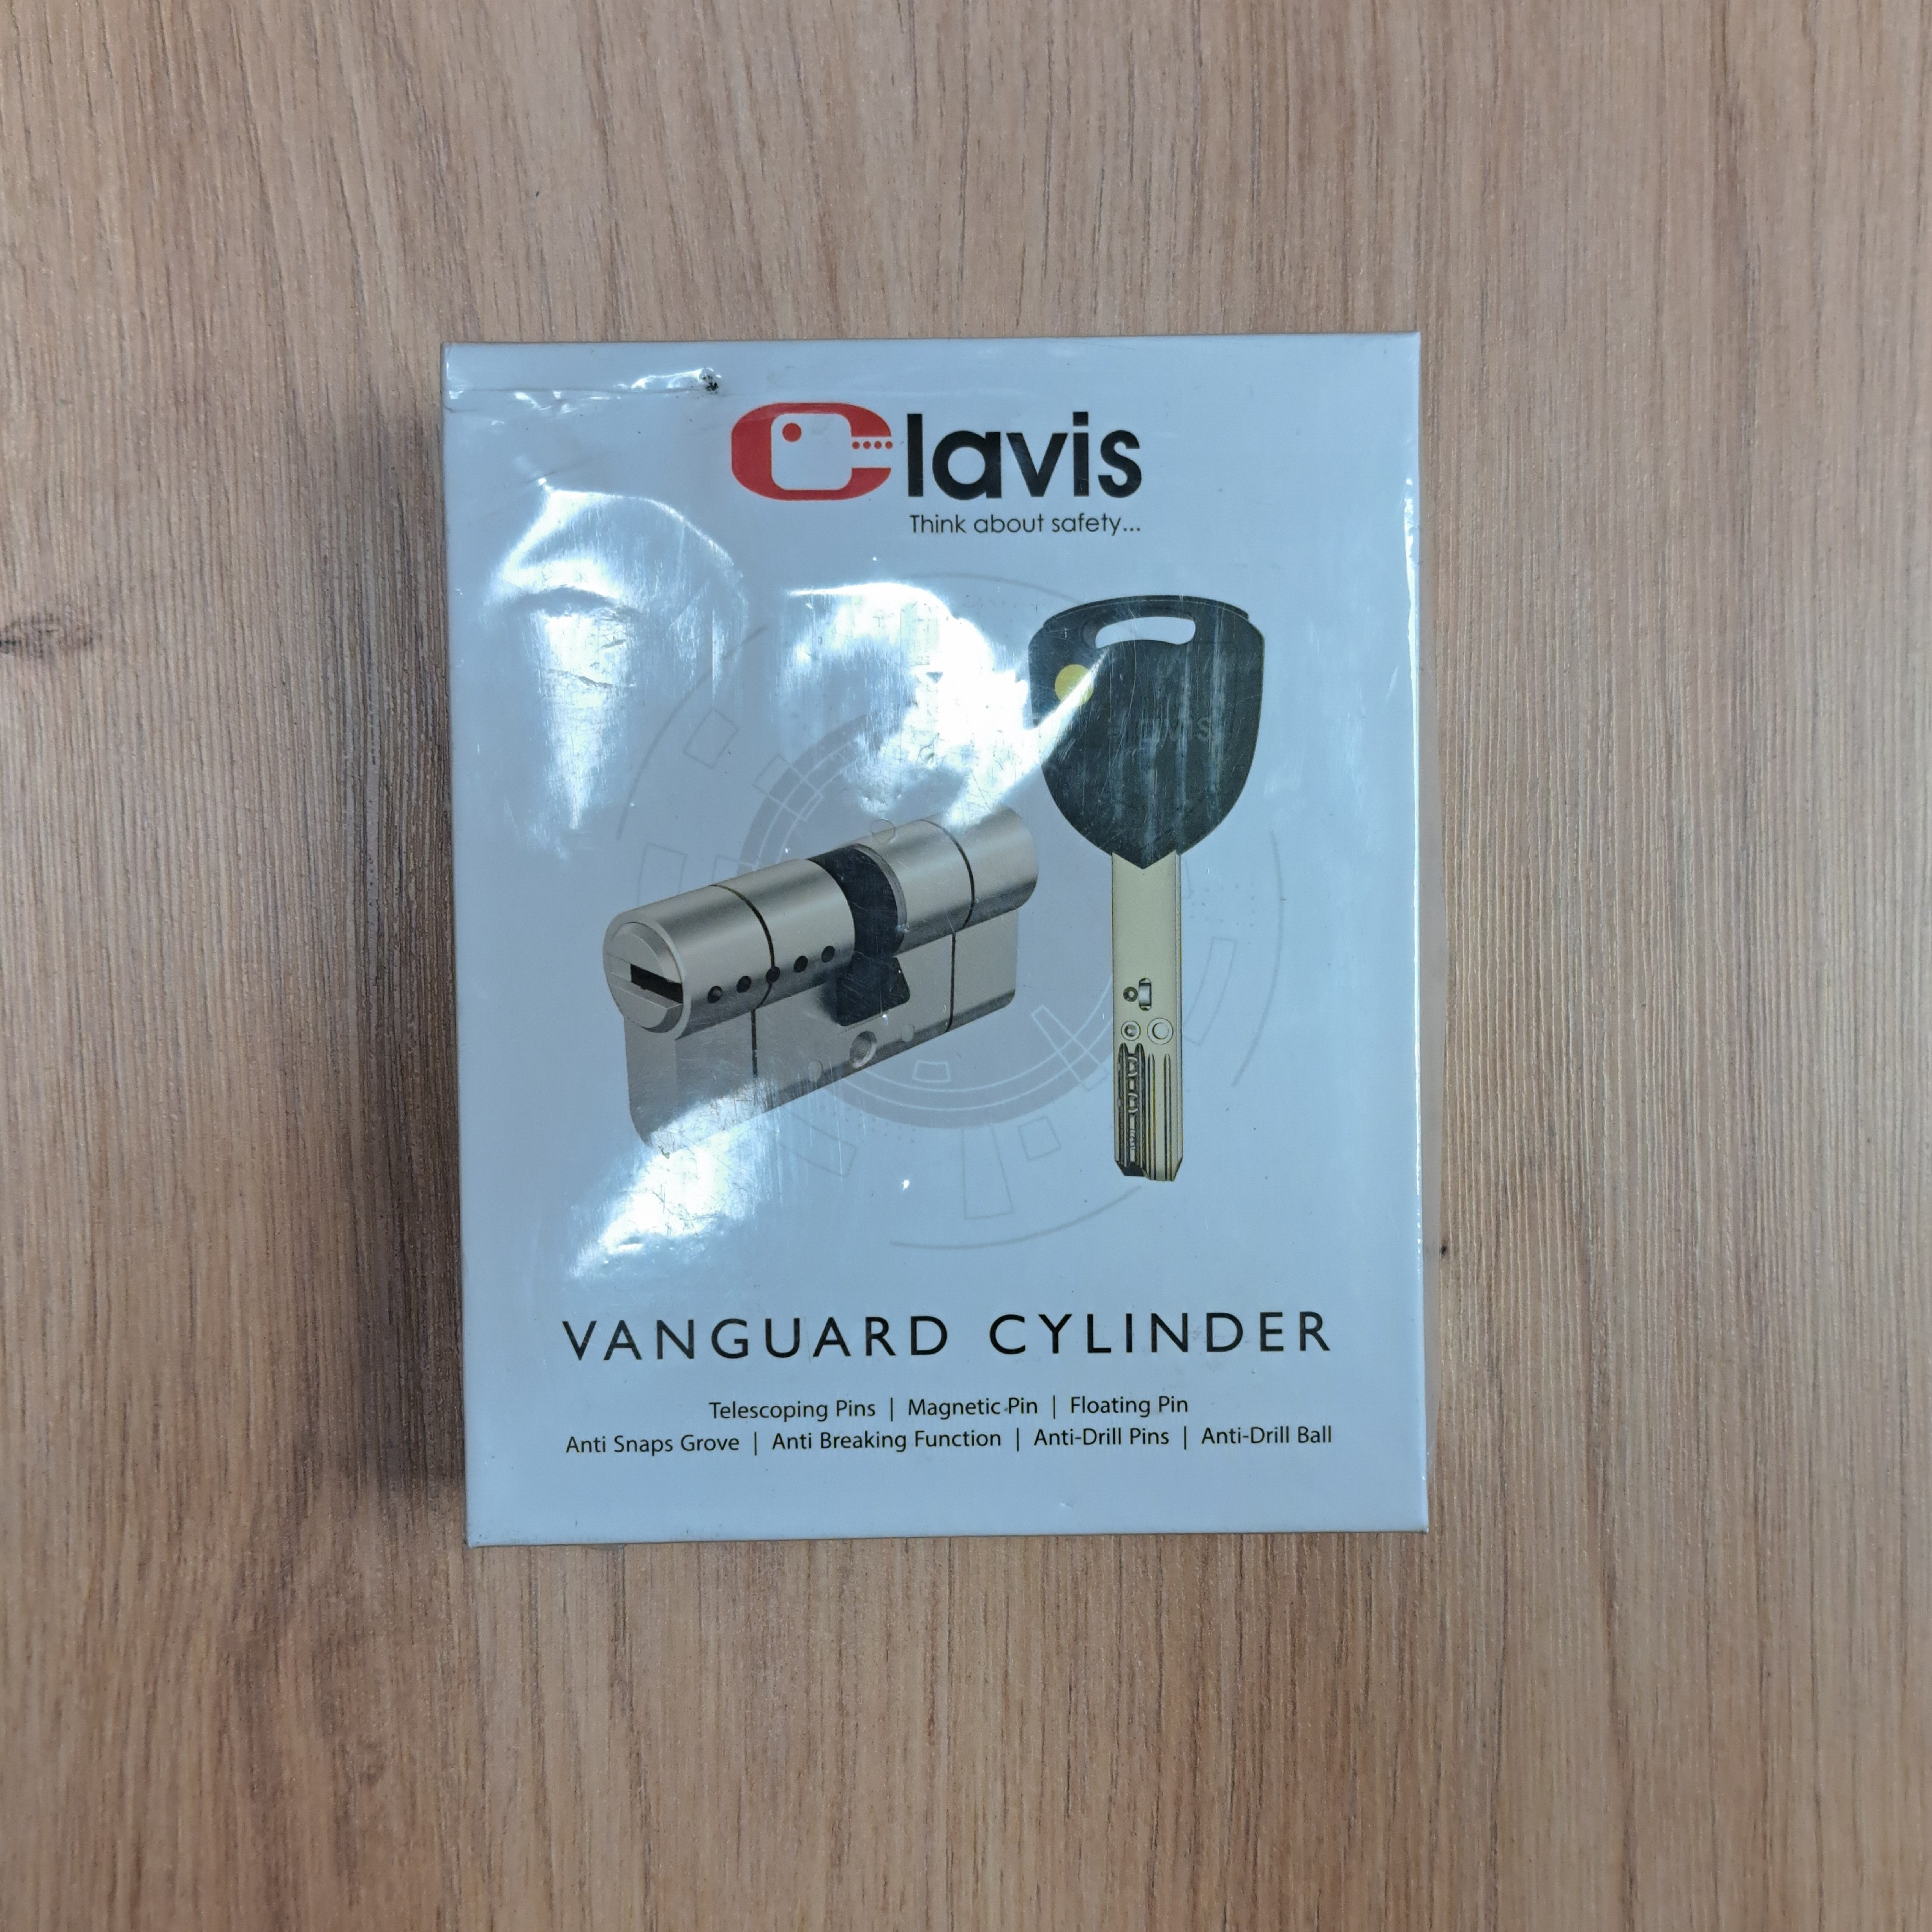 Clavis
Think about safety...
VANGUARD CYLINDER
Telescoping Pins | Magnetic Pin | Floating Pin
Anti Snaps Grove | Anti Breaking Function | Anti-Drill Pins | Anti-Drill Ball